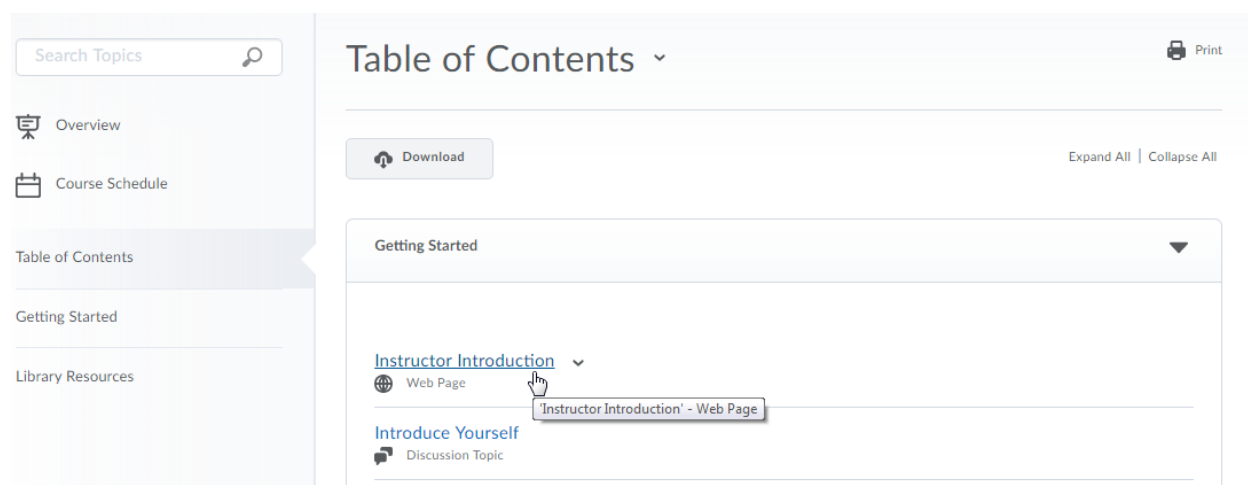 Search Topics
Overview
Course Schedule
Table of Contents
Getting Started
Library Resources
Table of Contents
Print
Download
Expand All | Collapse All
Getting Started
Instructor Introduction
Web Page
'Instructor Introduction' - Web Page
Introduce Yourself
Discussion Topic